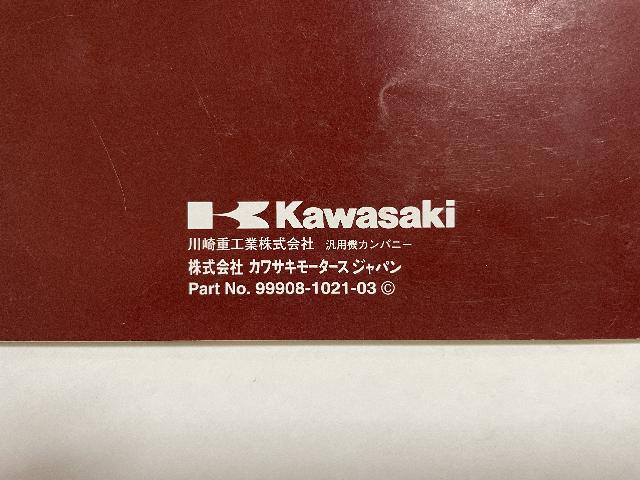 Kawasaki
川崎重工業株式会社 汎用機カンパニー
株式会社 カワサキモータース ジャパン
Part No. 99908-1021-03 ©